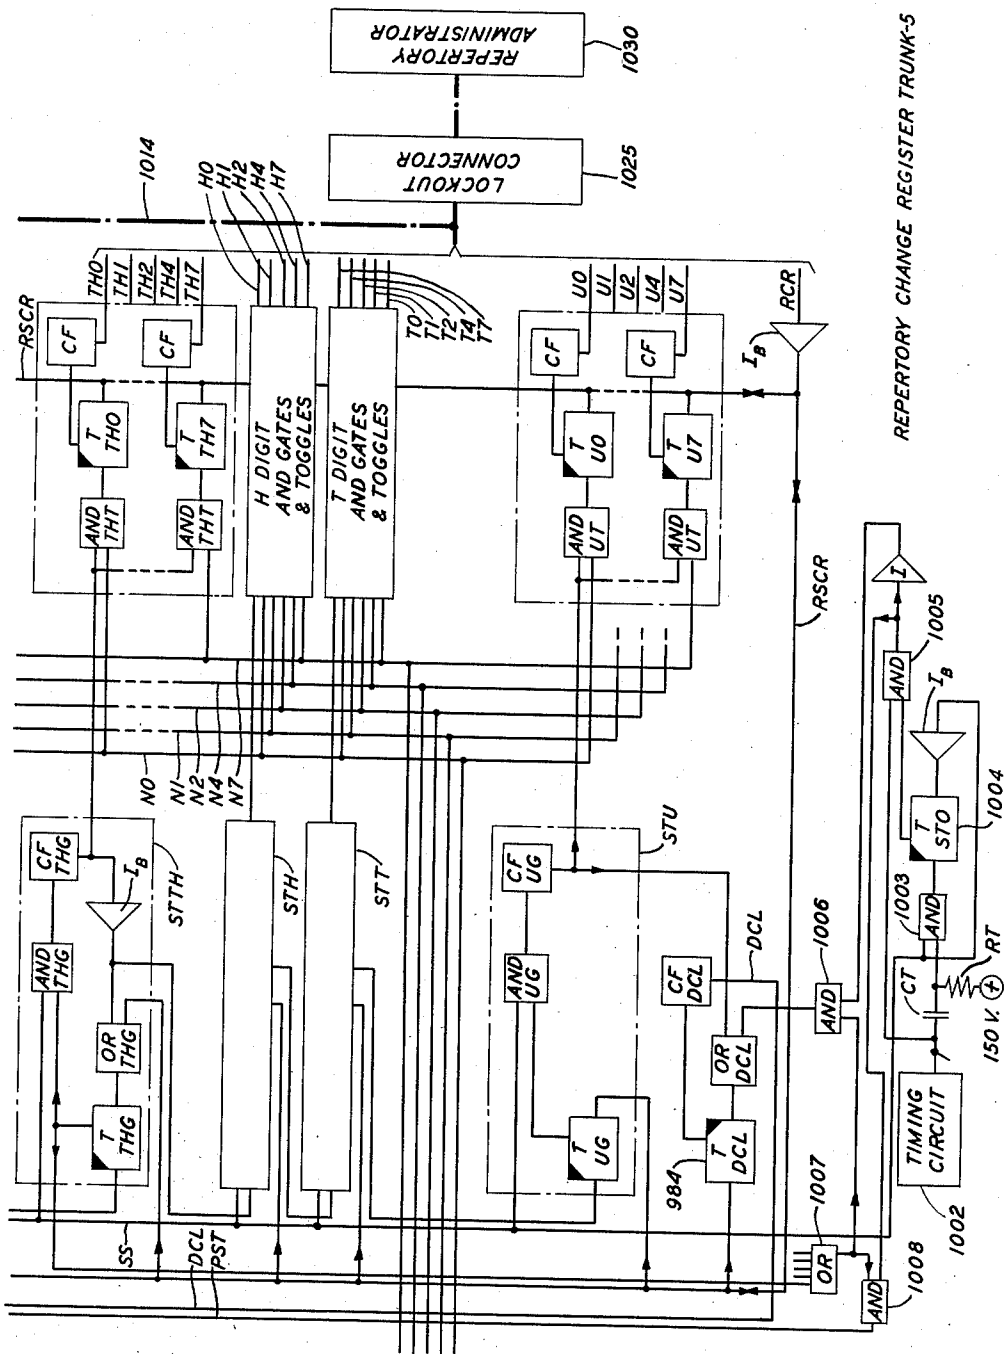 REPERTORY
ADMINISTRATOR
1030
LOCKOUT
CONNECTOR
1025
1014
H0
H1
H2
H4
H7
TH0
TH1
TH2
TH4
TH7
RSCR
CF
CF
T
TH0
T
TH7
AND
THT
AND
THT
H DIGIT
AND GATES
& TOGGLES
T DIGIT
AND GATES
& TOGGLES
T0
T1
T2
T4
T7
U0
U1
U2
U4
U7
CF
CF
T
U0
T
U7
AND
UT
AND
UT
RCR
IB
RSCR
N0
N1
N2
N4
N7
CF
THG
IB
AND
THG
OR
THG
T
THG
STTH
STH
STT
STU
CF
UG
AND
UG
T
UG
CF
DCL
DCL
OR
DCL
T
DCL
984
SS
DCL
PST
AND
1006
OR
1007
AND
1008
I
AND
1005
IB
T
STO
1004
AND
1003
CT
RT
150 V.
+
TIMING
CIRCUIT
1002
REPERTORY CHANGE REGISTER TRUNK-5